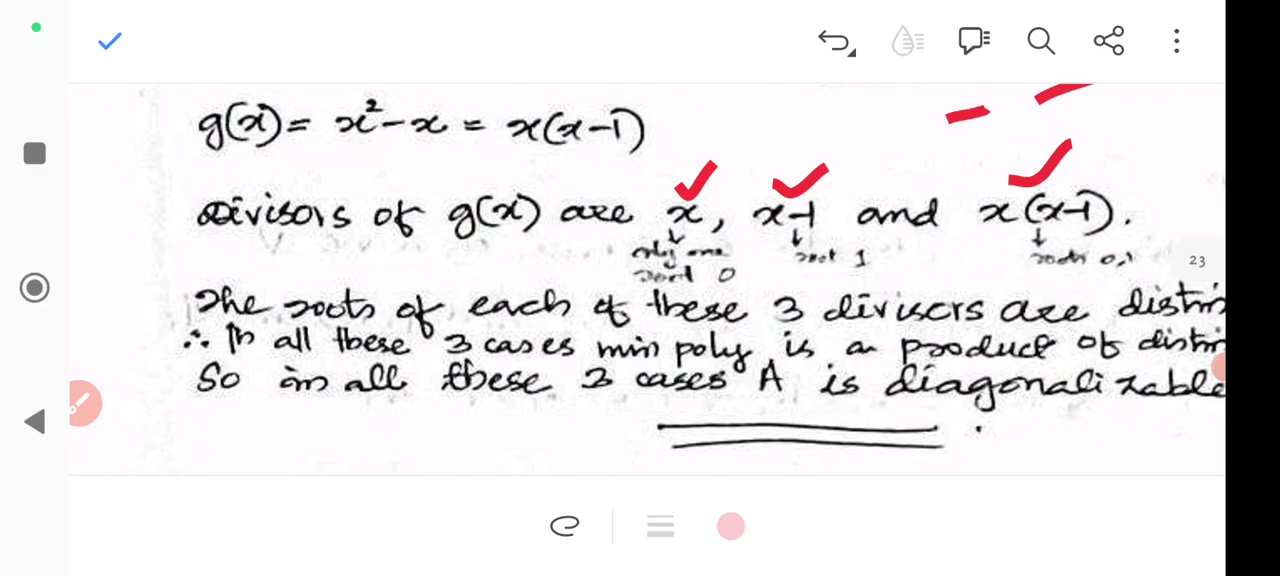 g(x) = x² - x = x(x-1)
Divisors of g(x) are x, x-1 and x(x-1).
only one root 0 root 1 roots 0,1
23
The roots of each of these 3 divisors are distin
∴ In all these 3 cases min poly is a product of distin
So in all these 3 cases A is diagonalizable